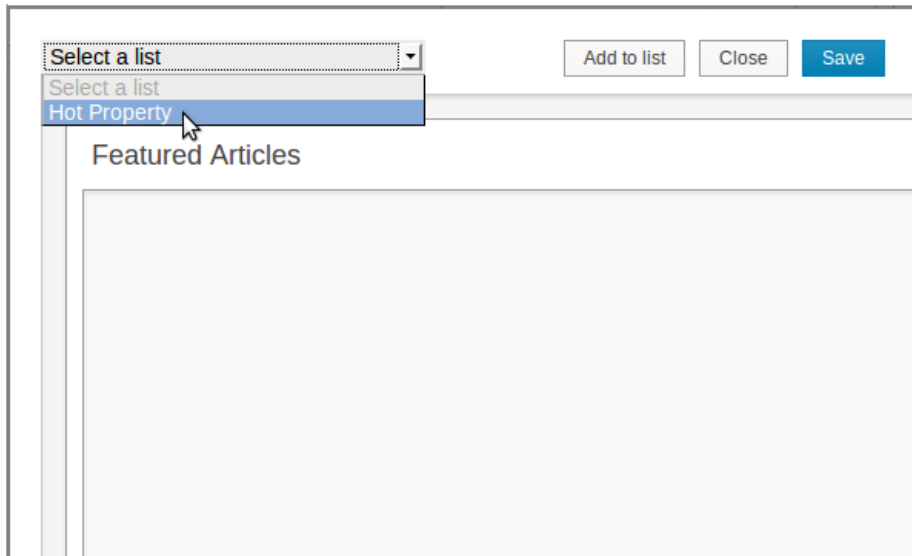 Select a list
Add to list
Close
Save
Select a list
Hot Property
Featured Articles